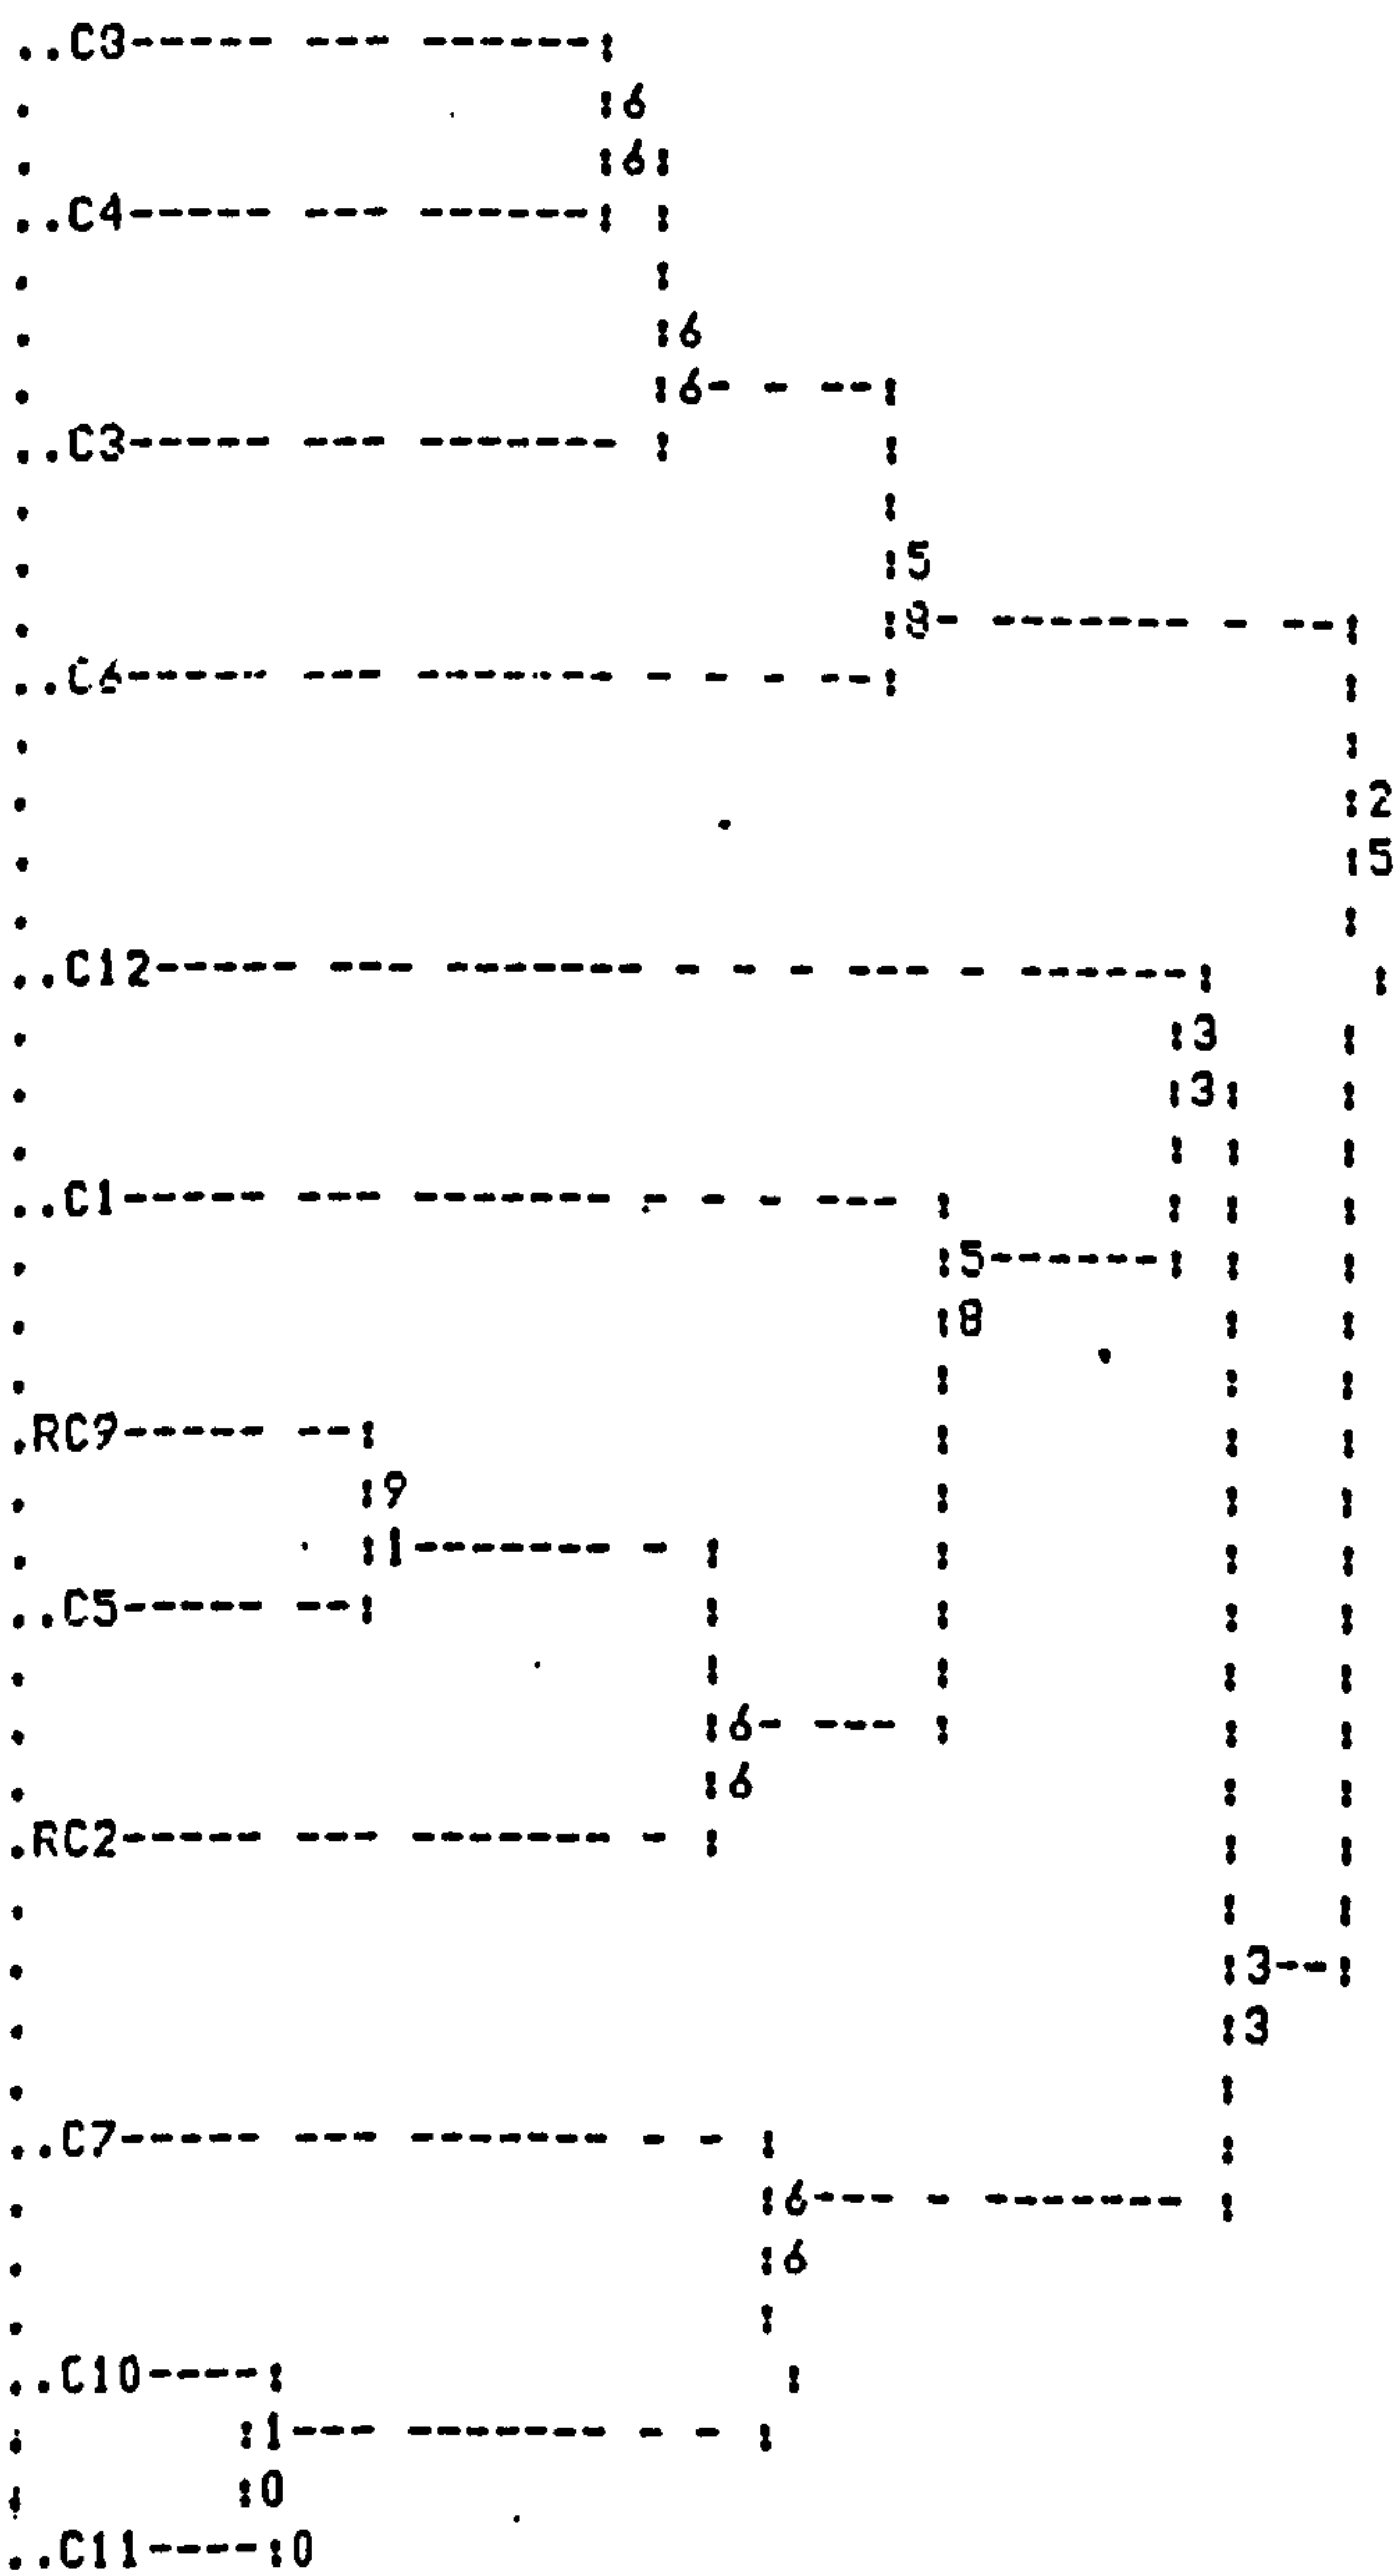 ..C3----- --- ------:
. :6
. :6:
..C4----- --- ------: :
. :
. :6
. :6- - --:
..C3----- --- ------- : :
. :
. :5
. :8- ------- - --:
..C6----- --- ------- - - - --: :
. :
. :2
. :5
. :
..C12----- --- ------- - - - --- - ------: :
. :3 :
. :3: :
. : : :
..C1----- --- ------- - - - --- : : : :
. :5-------: : :
. :8 : :
. : : :
.RC9----- --: : : :
. :9 : : :
. :1------- - : : : :
..C5----- --: : : : :
. : : : :
. :6- --- : : :
. :6 : :
.RC2----- --- ------- - : : :
. : :
. :3--:
. :3
. :
..C7----- --- ------- - - : :
. :6--- - ------- :
. :6
. :
..C10----: :
. :1--- ------- - - :
. :0
..C11----:0